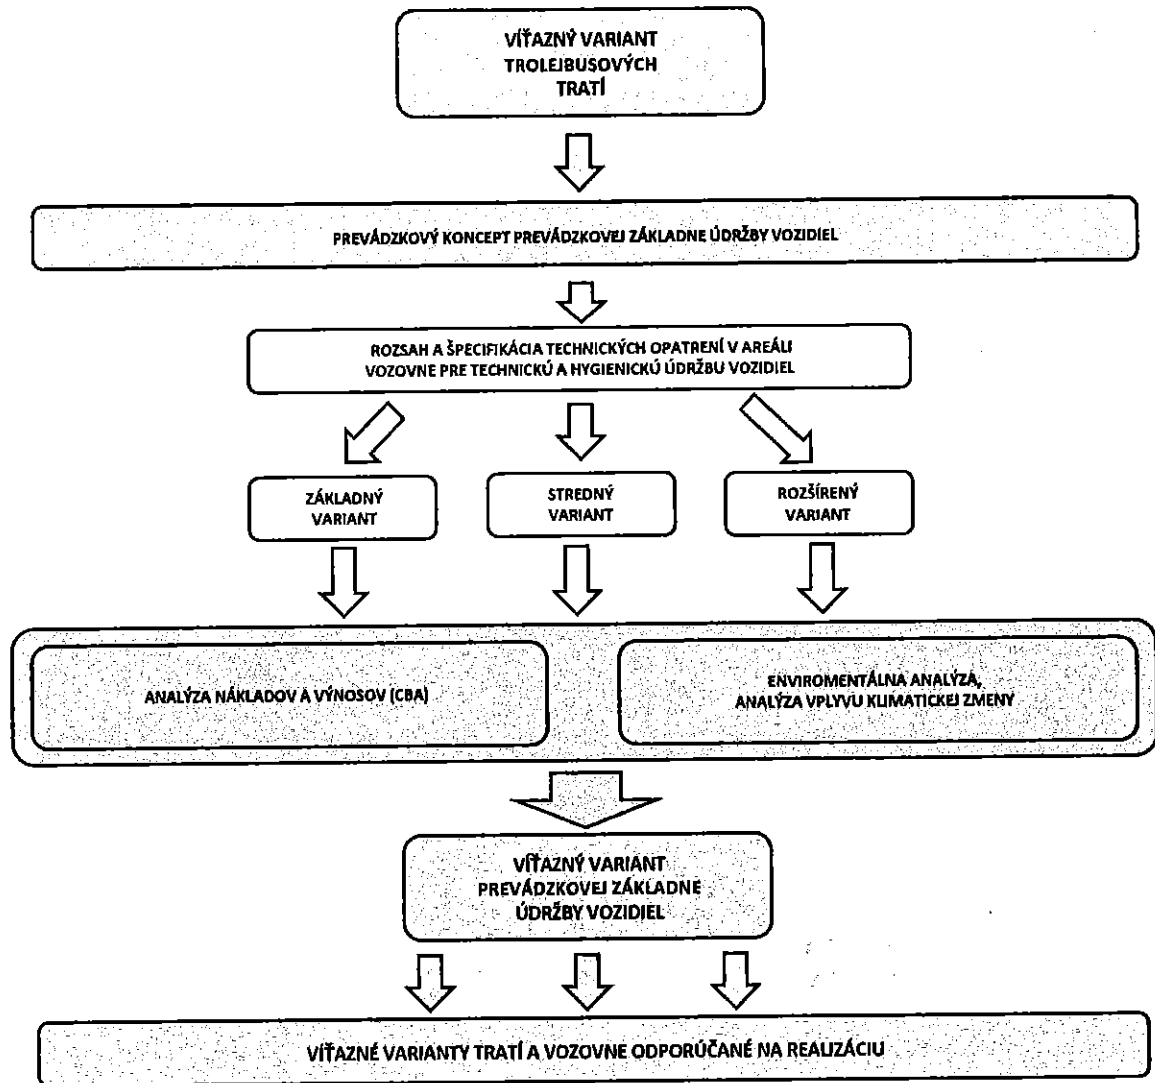 VÍŤAZNÝ VARIANT
TROLEJBUSOVÝCH
TRATÍ
PREVÁDZKOVÝ KONCEPT PREVÁDZKOVEJ ZÁKLADNE ÚDRŽBY VOZIDIEL
ROZSAH A ŠPECIFIKÁCIA TECHNICKÝCH OPATRENÍ V AREÁLI
VOZOVNE PRE TECHNICKÚ A HYGIENICKÚ ÚDRŽBU VOZIDIEL
ZÁKLADNÝ
VARIANT
STREDNÝ
VARIANT
ROZŠÍRENÝ
VARIANT
ANALÝZA NÁKLADOV A VÝNOSOV (CBA)
ENVIROMENTÁLNA ANALÝZA,
ANALÝZA VPLYVU KLIMATICKEJ ZMENY
VÍŤAZNÝ VARIANT
PREVÁDZKOVEJ ZÁKLADNE
ÚDRŽBY VOZIDIEL
VÍŤAZNÉ VARIANTY TRATÍ A VOZOVNE ODPORÚČANÉ NA REALIZÁCIU